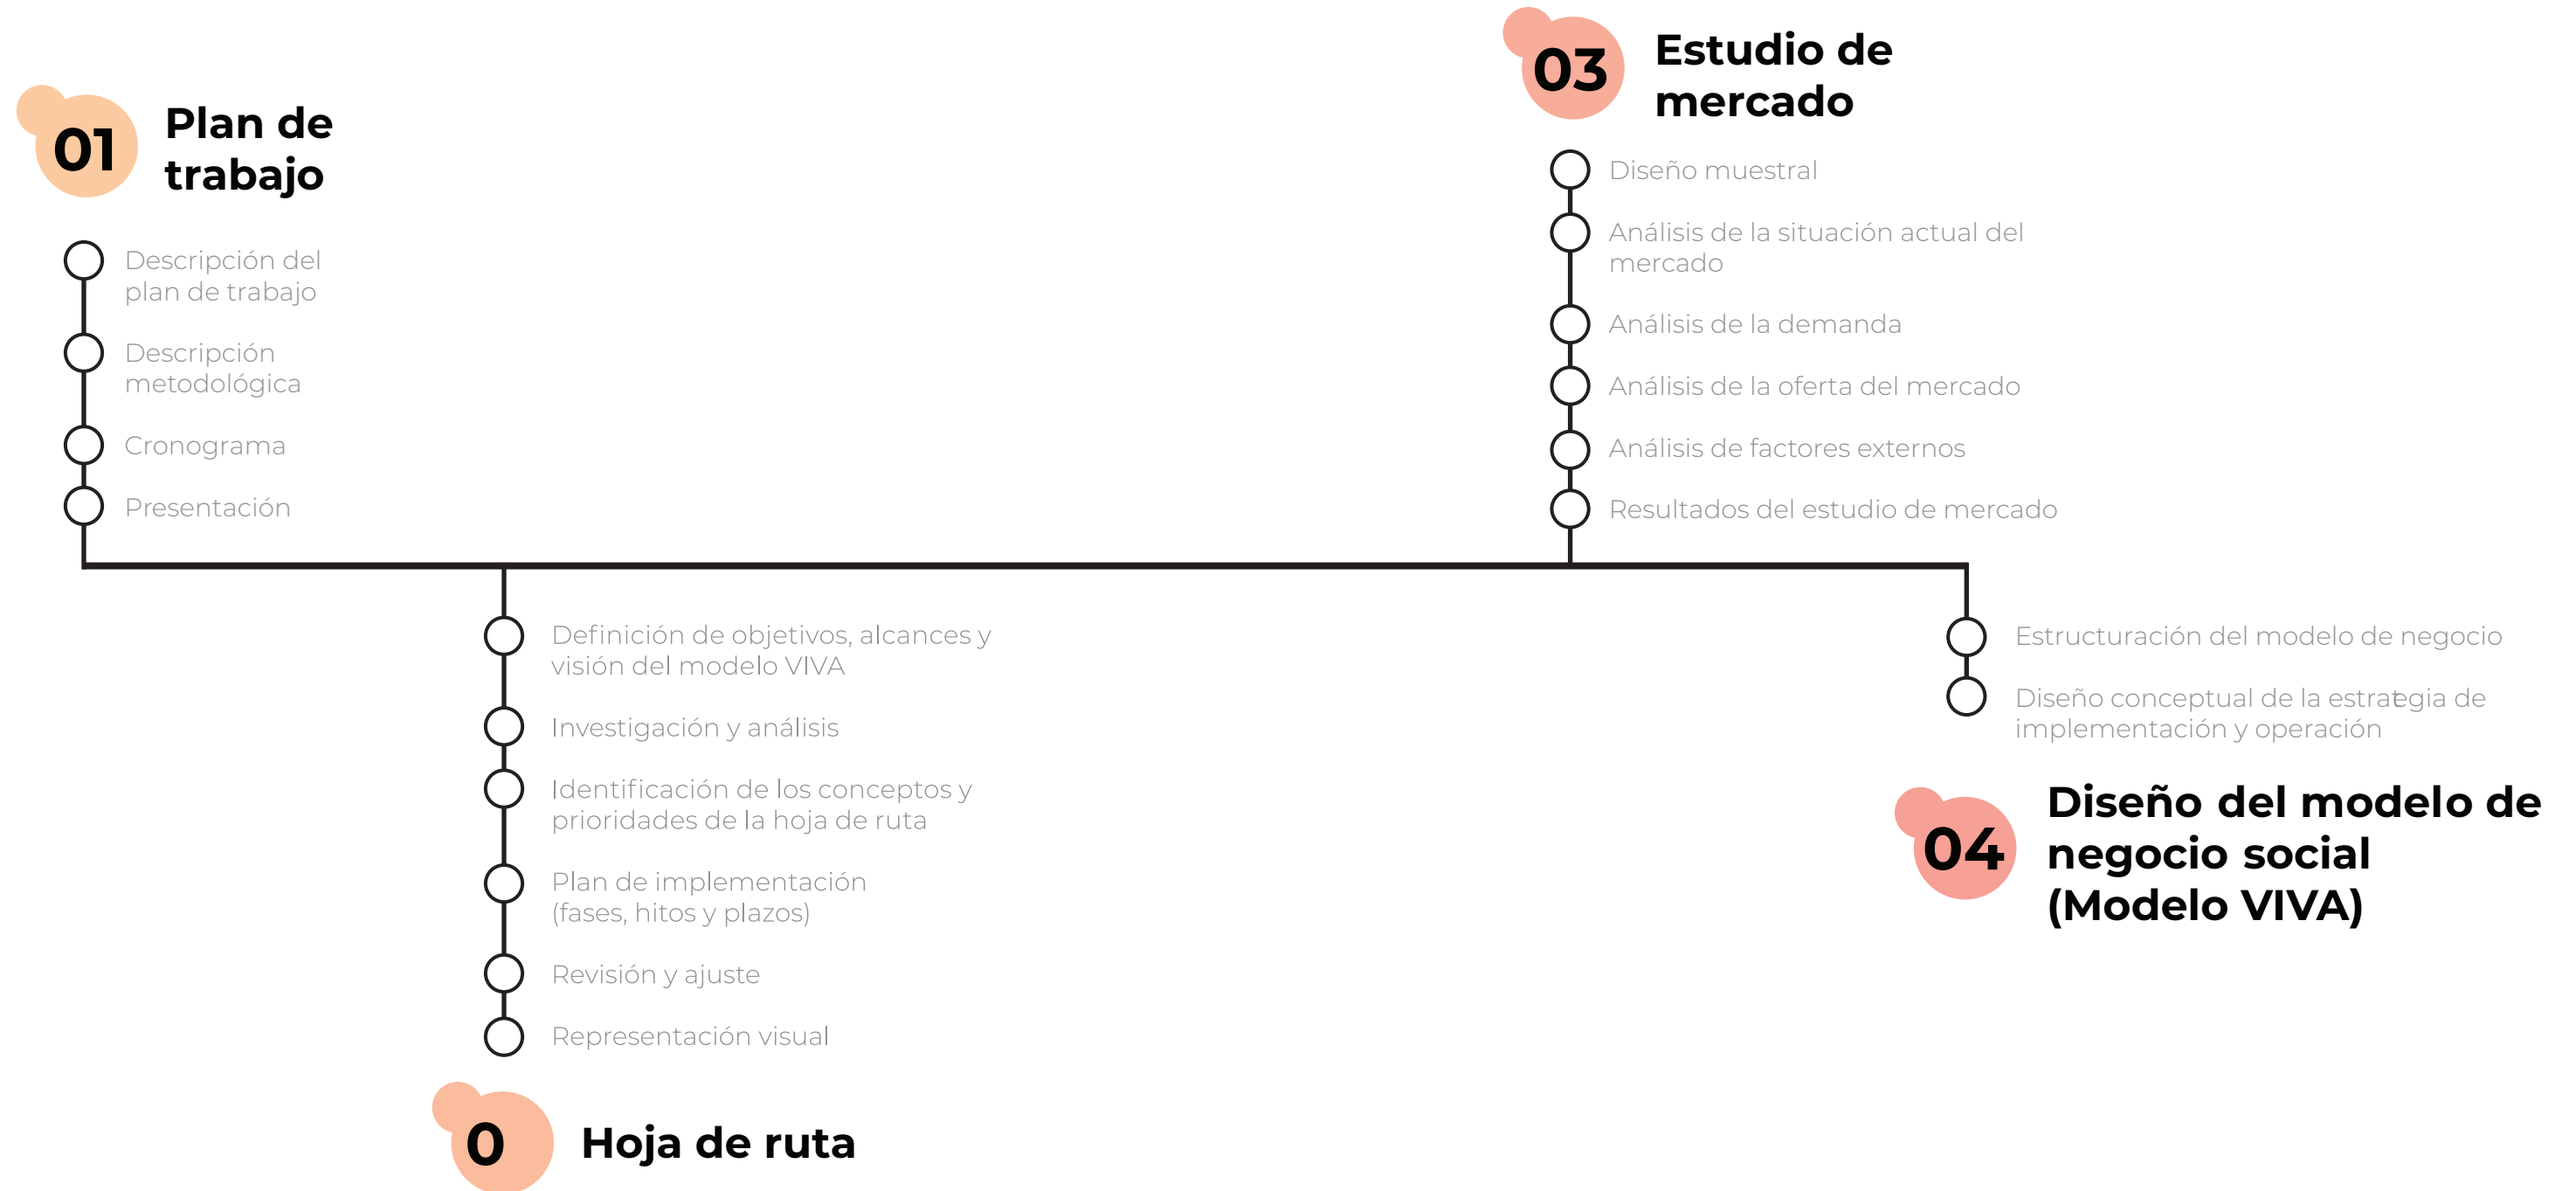 01
Plan de
trabajo
Descripción del
plan de trabajo
Descripción
metodológica
Cronograma
Presentación
Definición de objetivos, alcances y
visión del modelo VIVA
Investigación y análisis
Identificación de los conceptos y
prioridades de la hoja de ruta
Plan de implementación
(fases, hitos y plazos)
Revisión y ajuste
Representación visual
0
Hoja de ruta
03
Estudio de
mercado
Diseño muestral
Análisis de la situación actual del
mercado
Análisis de la demanda
Análisis de la oferta del mercado
Análisis de factores externos
Resultados del estudio de mercado
Estructuración del modelo de negocio
Diseño conceptual de la estrategia de
implementación y operación
04
Diseño del modelo de
negocio social
(Modelo VIVA)